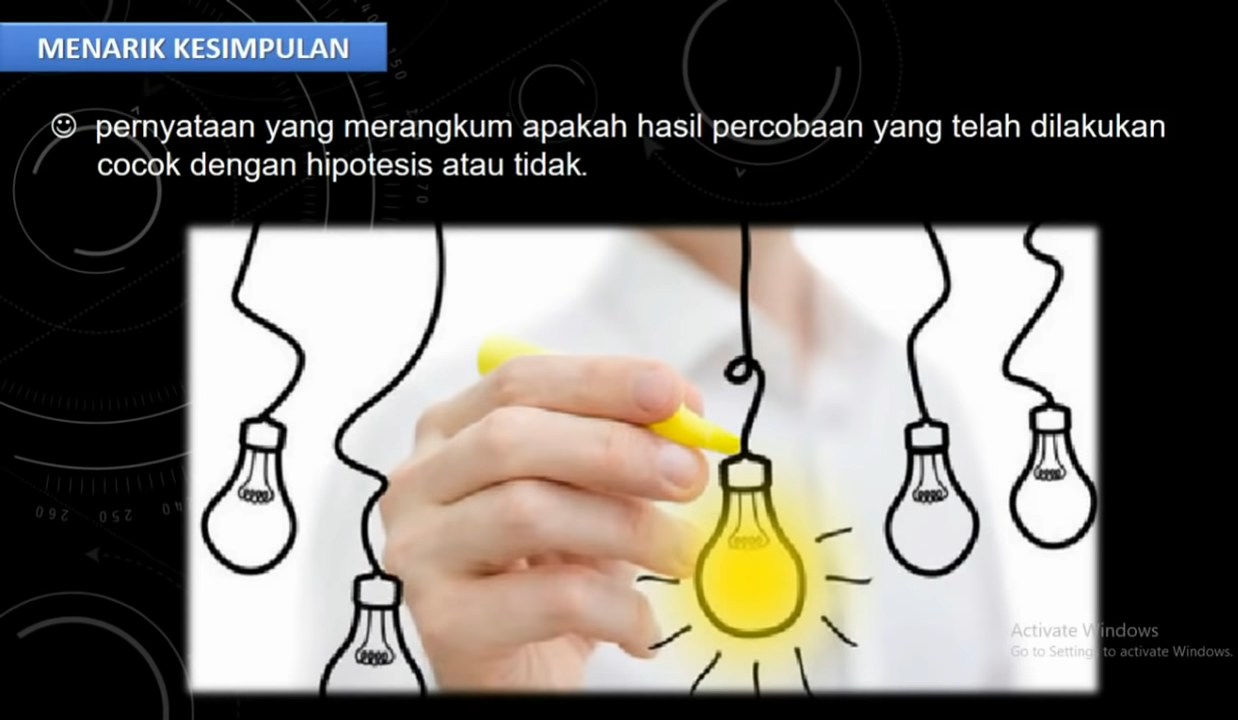 MENARIK KESIMPULAN
☺ pernyataan yang merangkum apakah hasil percobaan yang telah dilakukan
cocok dengan hipotesis atau tidak.
Activate Windows
Go to Settings to activate Windows.